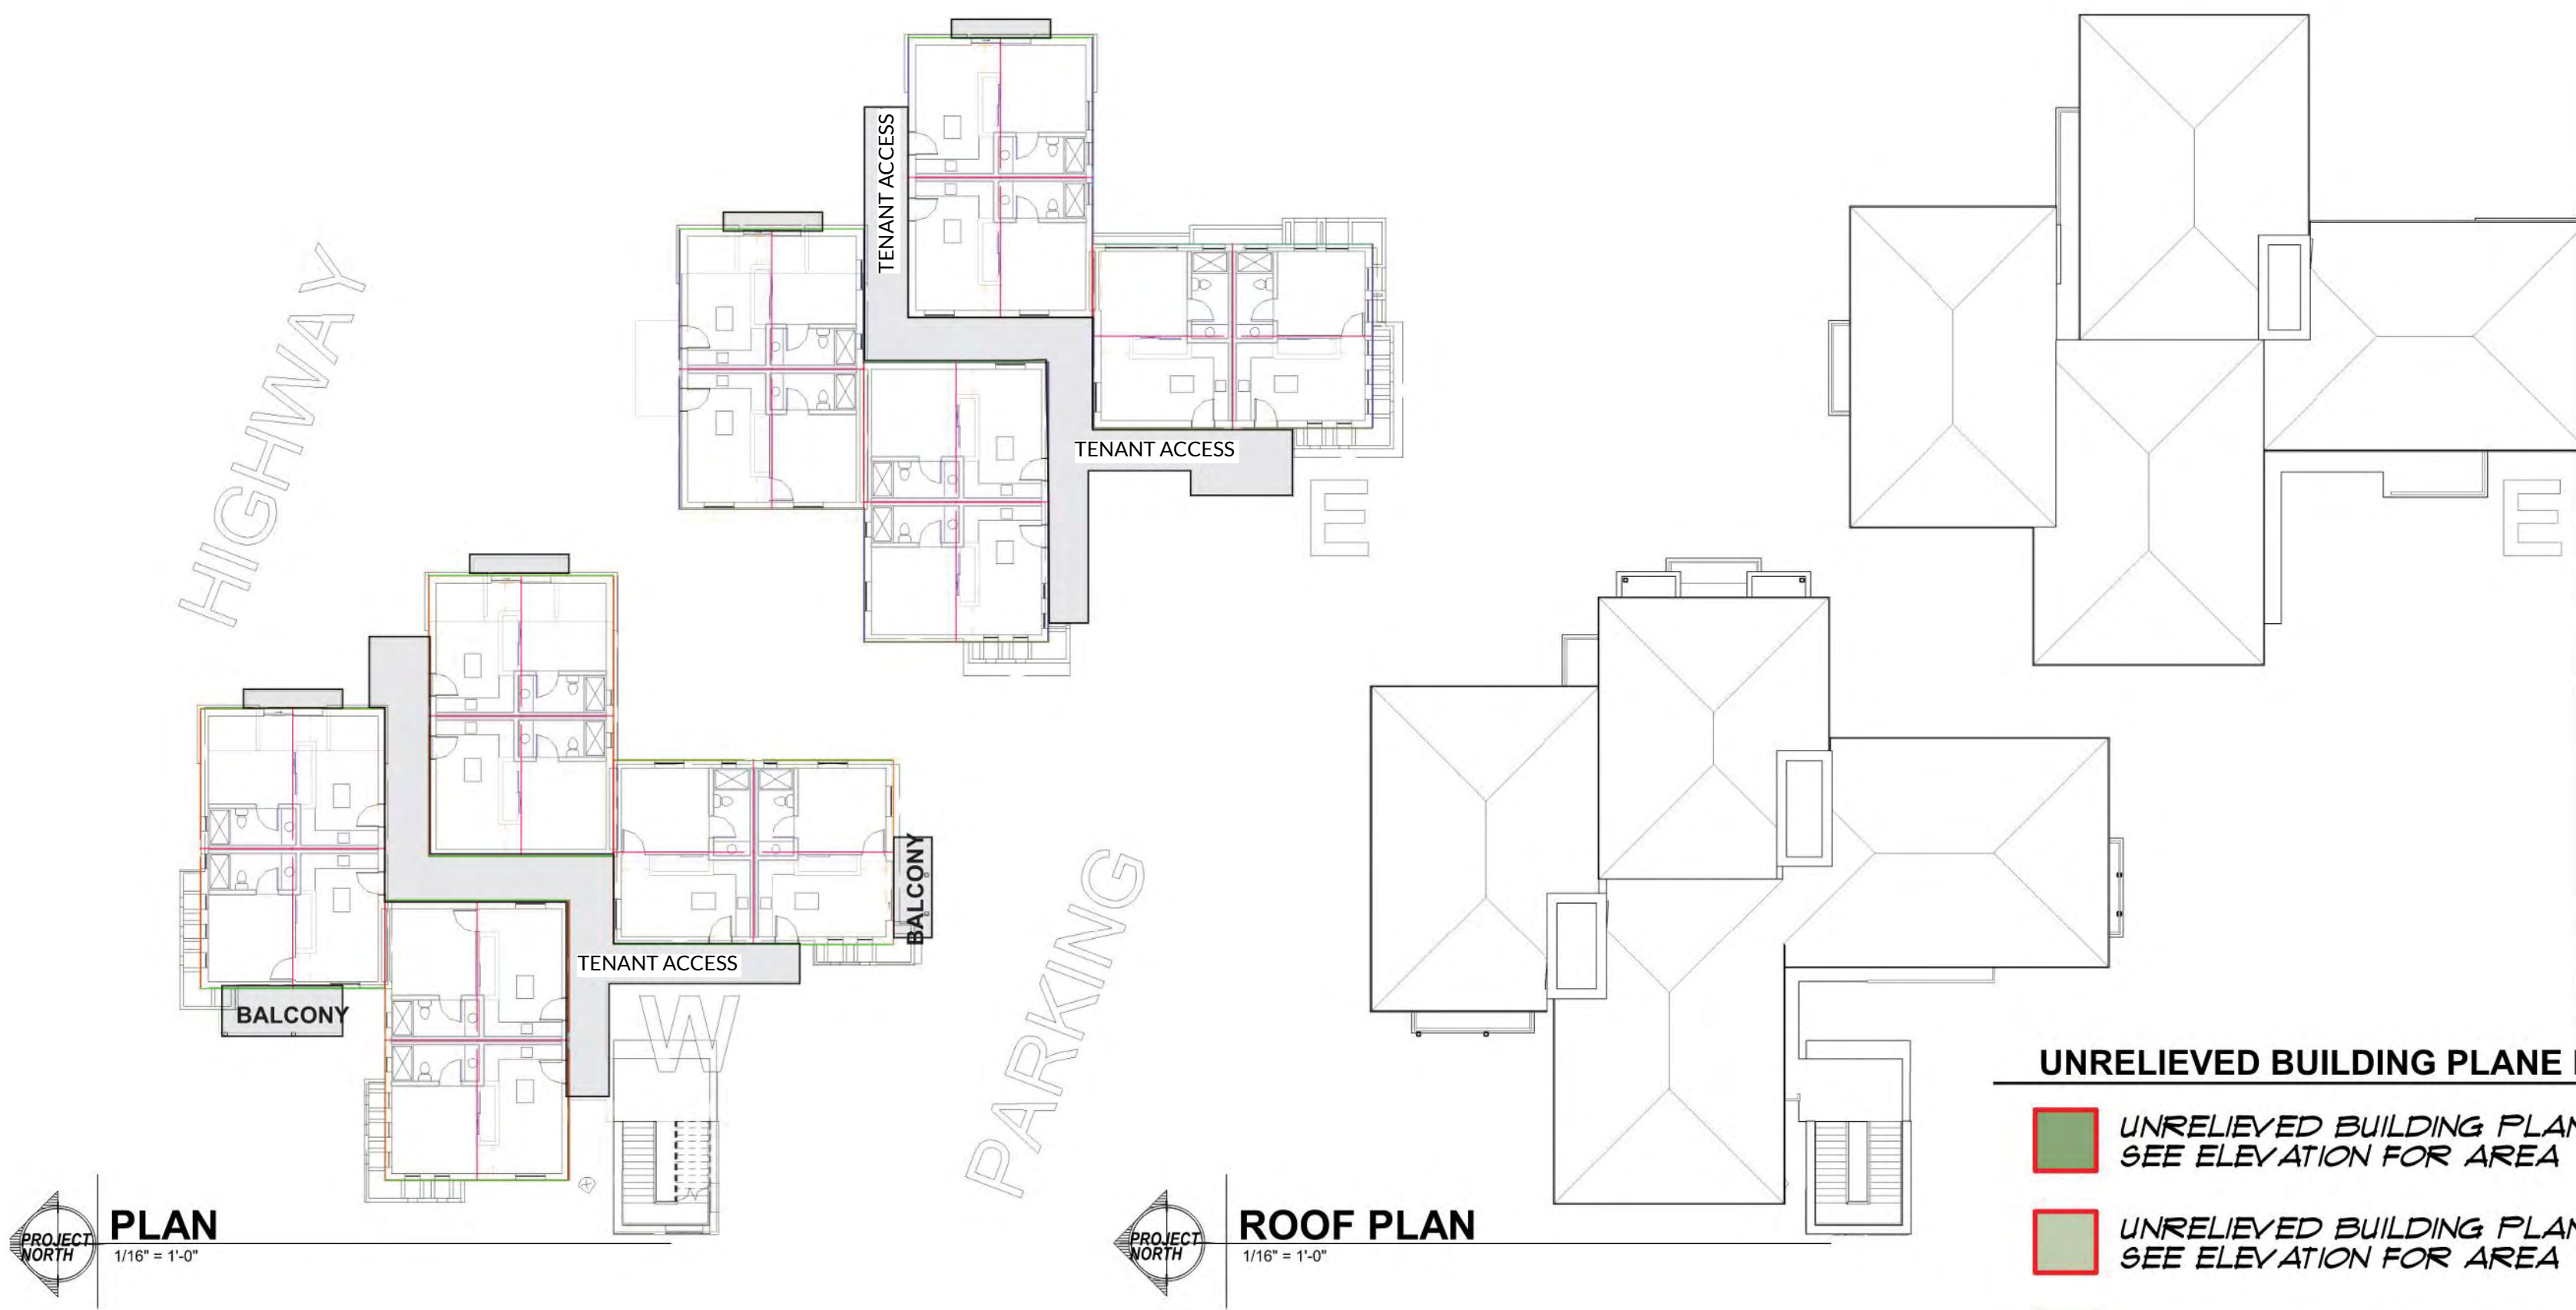 TENANT ACCESS
HIGHWAY
TENANT ACCESS
E
E
BALCONY
TENANT ACCESS
BALCONY
W
PARKING
PROJECT
NORTH
PLAN
1/16" = 1'-0"
PROJECT
NORTH
ROOF PLAN
1/16" = 1'-0"
UNRELIEVED BUILDING PLANE
UNRELIEVED BUILDING PLAN
SEE ELEVATION FOR AREA
UNRELIEVED BUILDING PLAN
SEE ELEVATION FOR AREA